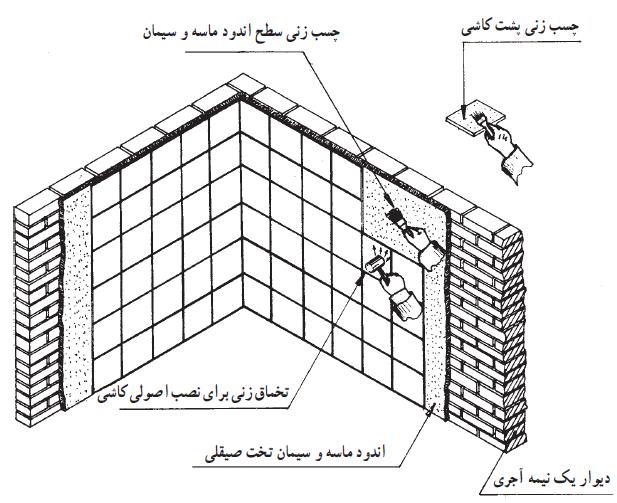 چسب زنی پشت کاشی
چسب زنی سطح اندود ماسه و سیمان
تخماق زنی برای نصب اصولی کاشی
اندود ماسه و سیمان تخت صیقلی
دیوار یک نیمه آجری